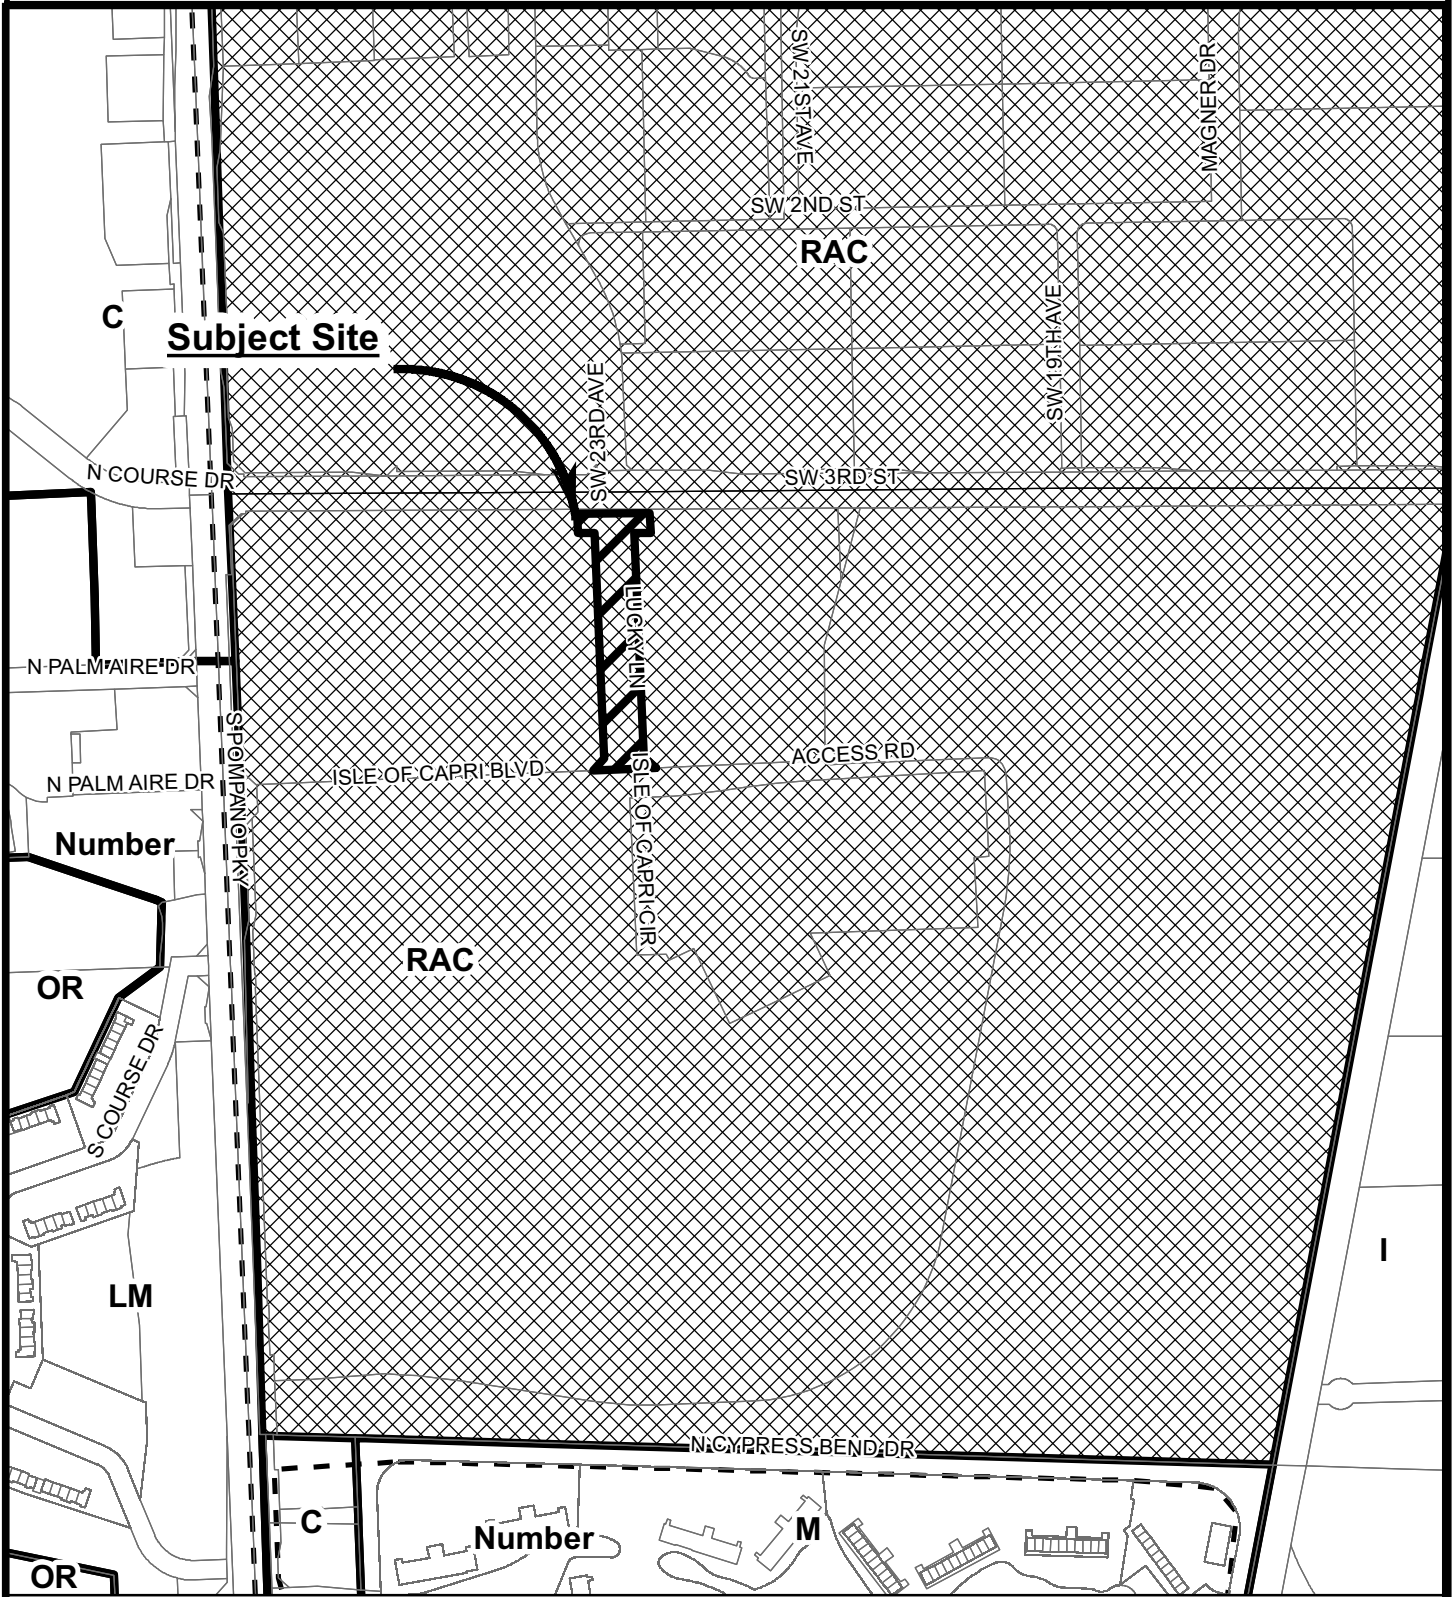 SW 21ST AVE
MAGNER DR
SW 2ND ST
RAC
C
Subject Site
SW 19TH AVE
SW 23RD AVE
N COURSE DR
SW 3RD ST
LUCKY LN
N PALM AIRE DR
S POMPANO PKY
ISLE OF CAPRI BLVD
ACCESS RD
N PALM AIRE DR
ISLE OF CAPRI CIR
Number
RAC
OR
S COURSE DR
I
LM
N CYPRESS BEND DR
C
Number
M
OR